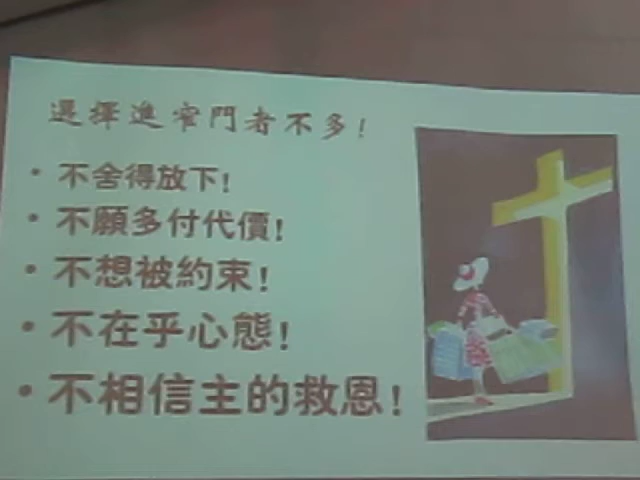 選擇進窄門者不多!
• 不舍得放下!
• 不願多付代價!
• 不想被約束!
• 不在乎心態!
• 不相信主的救恩!